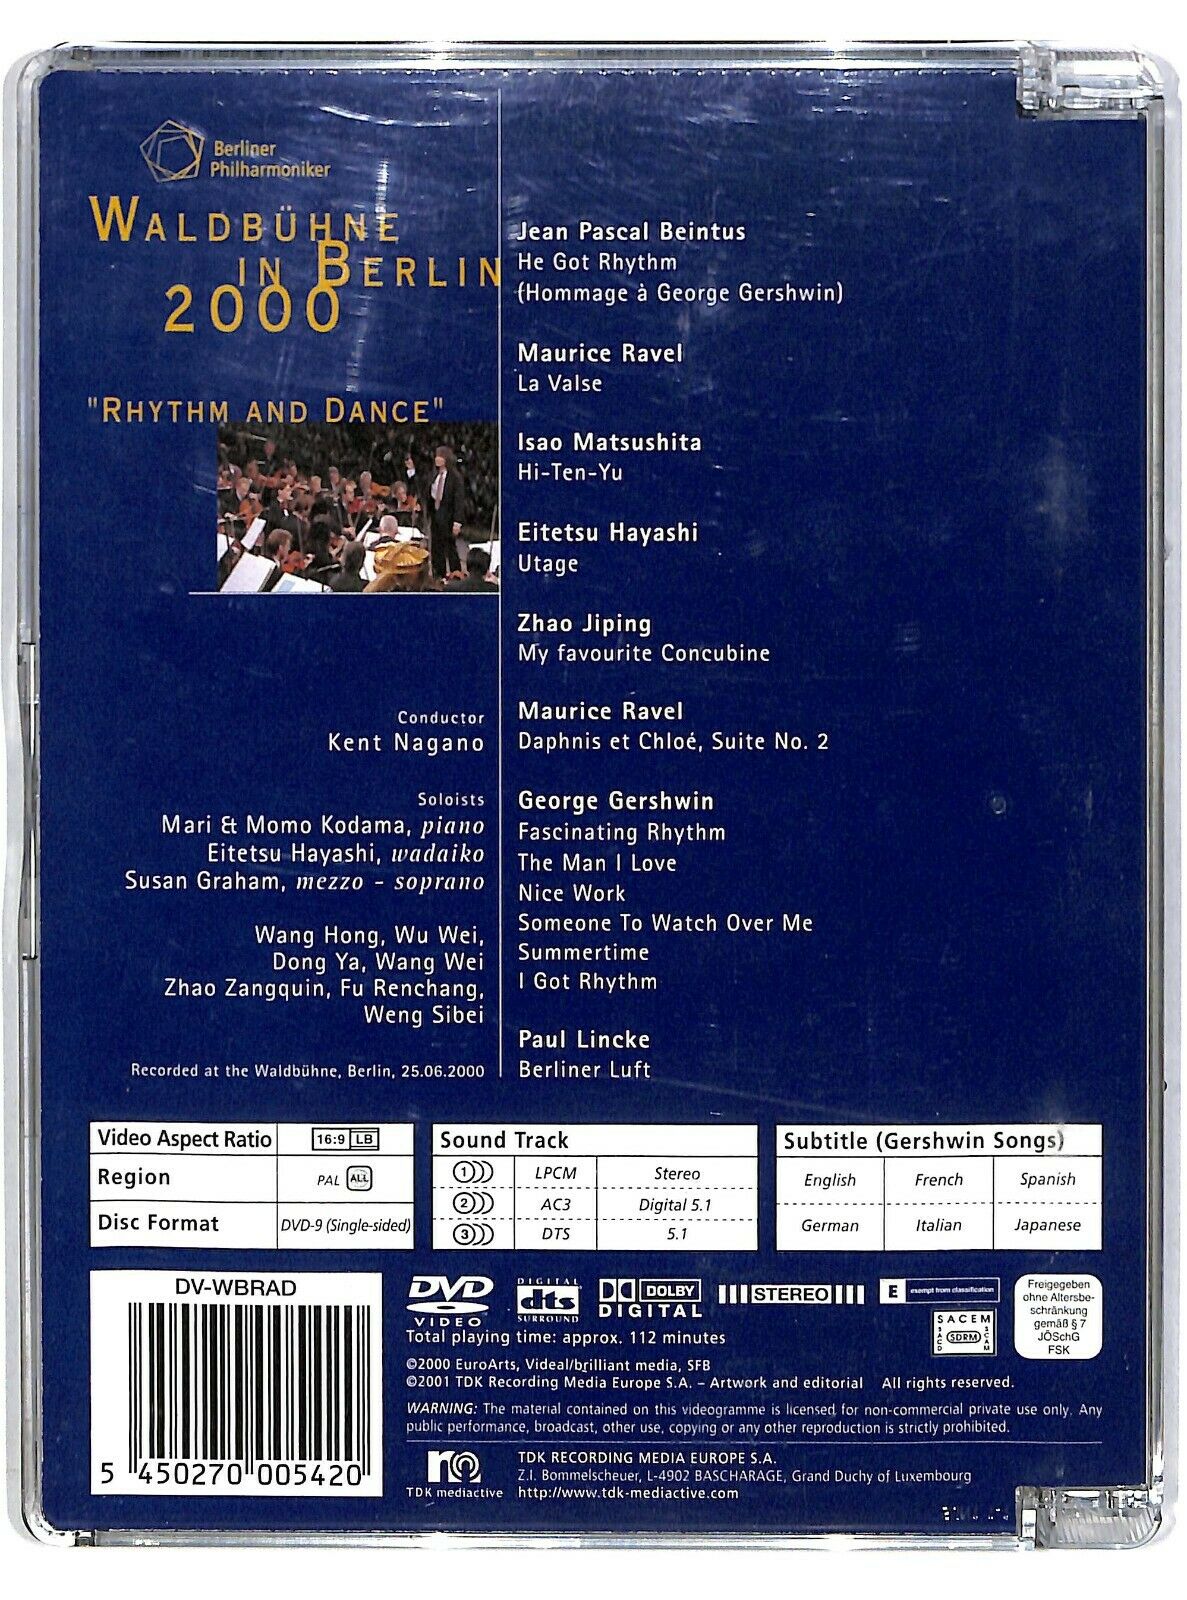 Berliner
Philharmoniker
WALDBÜHNE
IN BERLIN
2000
"RHYTHM AND DANCE"
Conductor
Kent Nagano
Soloists
Mari & Momo Kodama, piano
Eitetsu Hayashi, wadaiko
Susan Graham, mezzo - soprano
Wang Hong, Wu Wei,
Dong Ya, Wang Wei
Zhao Zangquin, Fu Renchang,
Weng Sibei
Recorded at the Waldbühne, Berlin, 25.06.2000
Jean Pascal Beintus
He Got Rhythm
(Hommage à George Gershwin)
Maurice Ravel
La Valse
Isao Matsushita
Hi-Ten-Yu
Eitetsu Hayashi
Utage
Zhao Jiping
My favourite Concubine
Maurice Ravel
Daphnis et Chloé, Suite No. 2
George Gershwin
Fascinating Rhythm
The Man I Love
Nice Work
Someone To Watch Over Me
Summertime
I Got Rhythm
Paul Lincke
Berliner Luft
Video Aspect Ratio 16:9 LB
Region PAL ALL
Disc Format DVD-9 (Single-sided)
Sound Track
1 LPCM Stereo
2 AC3 Digital 5.1
3 DTS 5.1
Subtitle (Gershwin Songs)
English French Spanish
German Italian Japanese
DV-WBRAD
5 450270 005420
DVD
VIDEO
DIGITAL
dts
SURROUND
DOLBY
DIGITAL
STEREO
E exempt from classification
SACEM
SACD
SDRM
SCAM
Freigegeben
ohne Altersbe-
schränkung
gemäß § 7
JÖSchG
FSK
Total playing time: approx. 112 minutes
©2000 EuroArts, Videal/brilliant media, SFB
©2001 TDK Recording Media Europe S.A. – Artwork and editorial All rights reserved.
WARNING: The material contained on this videogramme is licensed for non-commercial private use only. Any
public performance, broadcast, other use, copying or any other reproduction is strictly prohibited.
TDK mediactive
TDK RECORDING MEDIA EUROPE S.A.
Z.I. Bommelscheuer, L-4902 BASCHARAGE, Grand Duchy of Luxembourg
http://www.tdk-mediactive.com